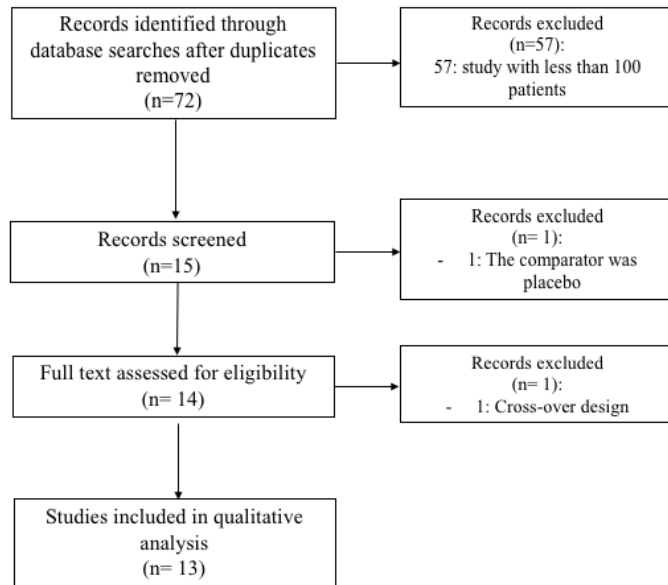 Records identified through
database searches after duplicates
removed
(n=72)
Records excluded
(n=57):
57: study with less than 100
patients
Records screened
(n=15)
Records excluded
(n= 1):
- 1: The comparator was
placebo
Full text assessed for eligibility
(n= 14)
Records excluded
(n= 1):
- 1: Cross-over design
Studies included in qualitative
analysis
(n= 13)